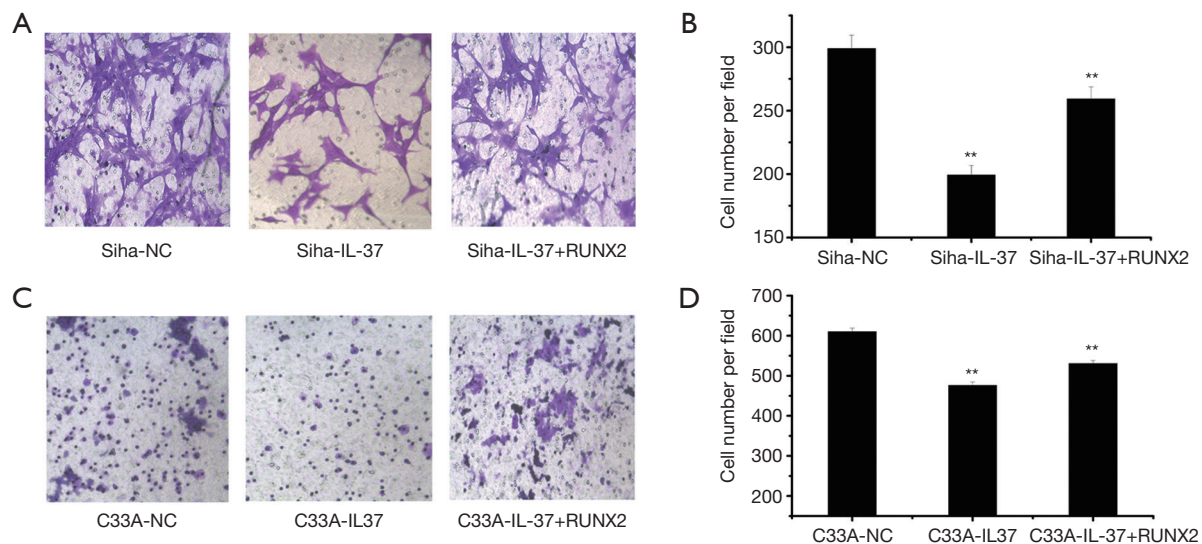 A
Siha-NC
Siha-IL-37
Siha-IL-37+RUNX2
B
Cell number per field
300
250
200
150
**
**
Siha-NC
Siha-IL-37
Siha-IL-37+RUNX2
C
C33A-NC
C33A-IL37
C33A-IL-37+RUNX2
D
Cell number per field
700
600
500
400
300
200
**
**
C33A-NC
C33A-IL37
C33A-IL-37+RUNX2